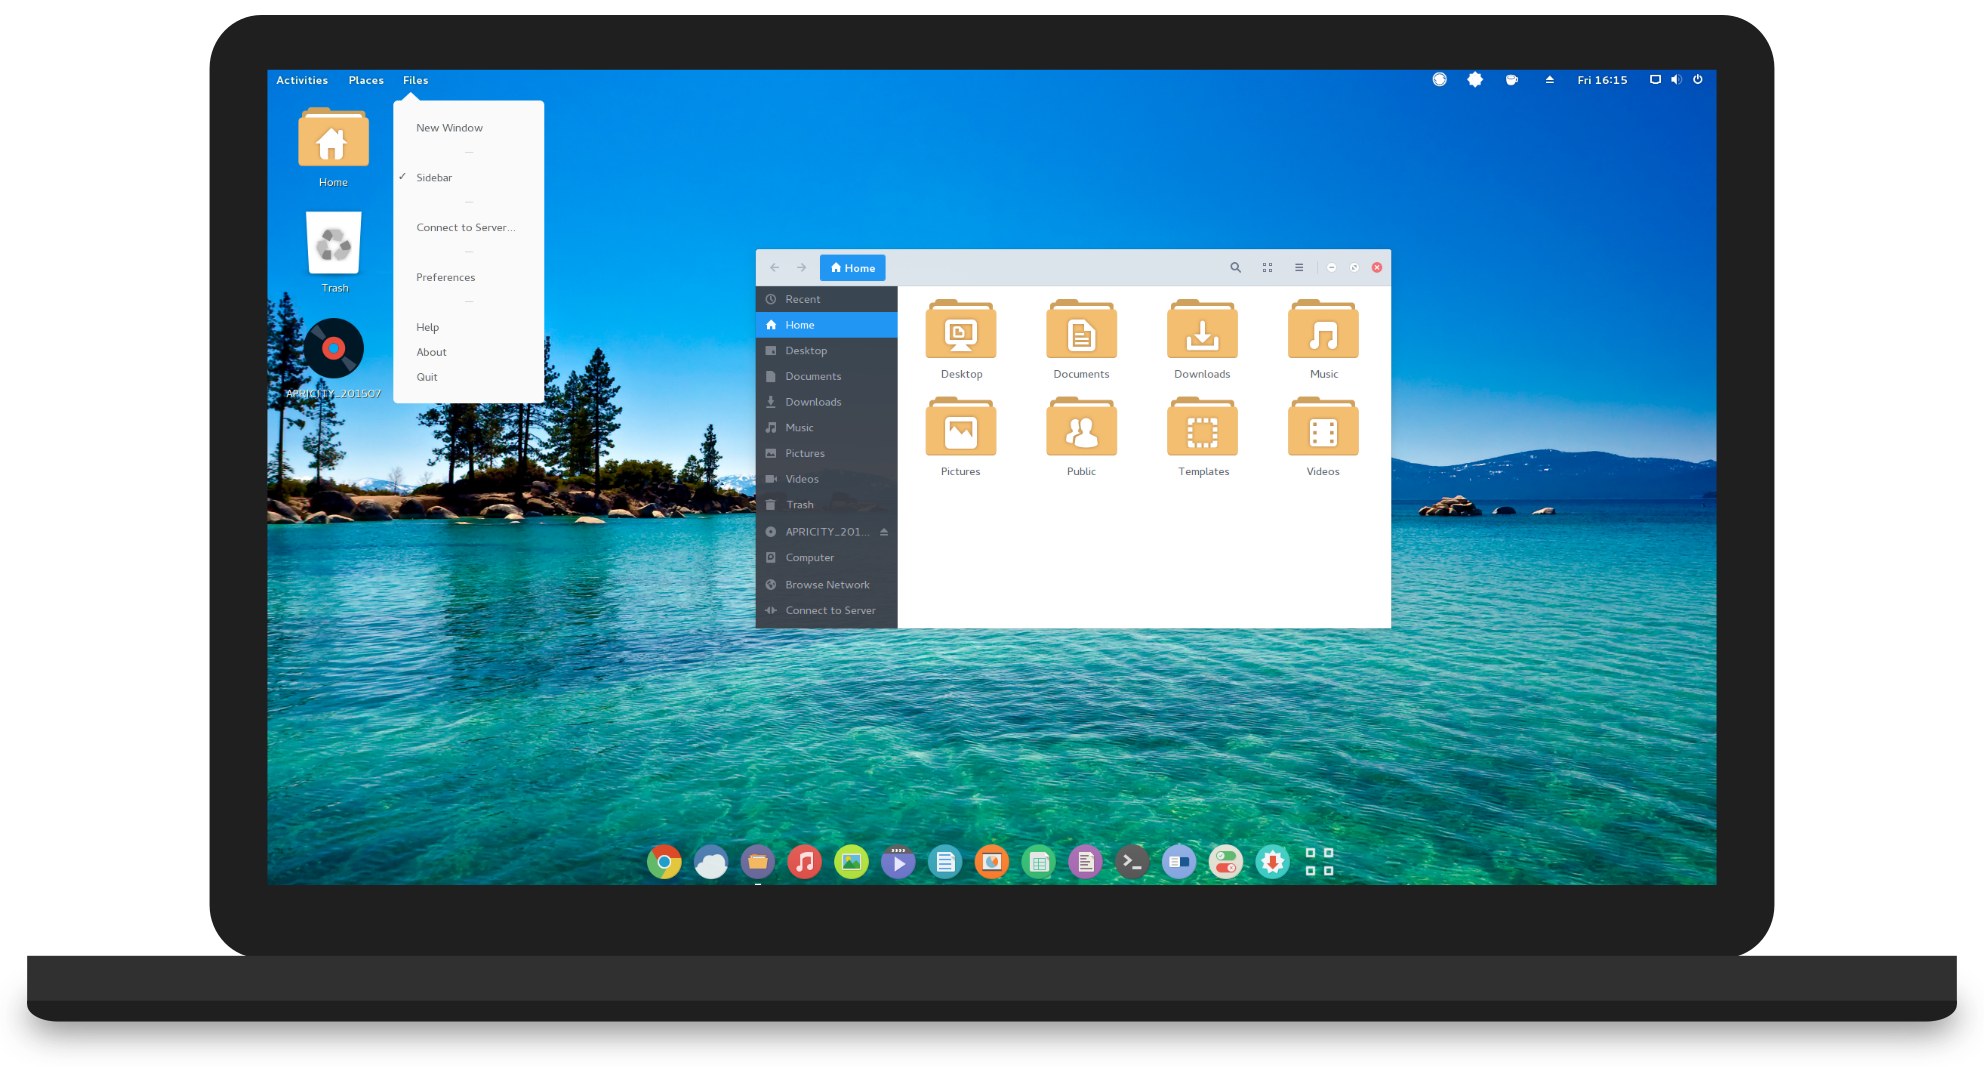 Activities Places Files
Fri 16:15
Home
Trash
APRICITY_201507
New Window
Sidebar
Connect to Server...
Preferences
Help
About
Quit
Home
Recent
Home
Desktop
Documents
Downloads
Music
Pictures
Videos
Trash
APRICITY_201...
Computer
Browse Network
Connect to Server
Desktop Documents Downloads Music
Pictures Public Templates Videos